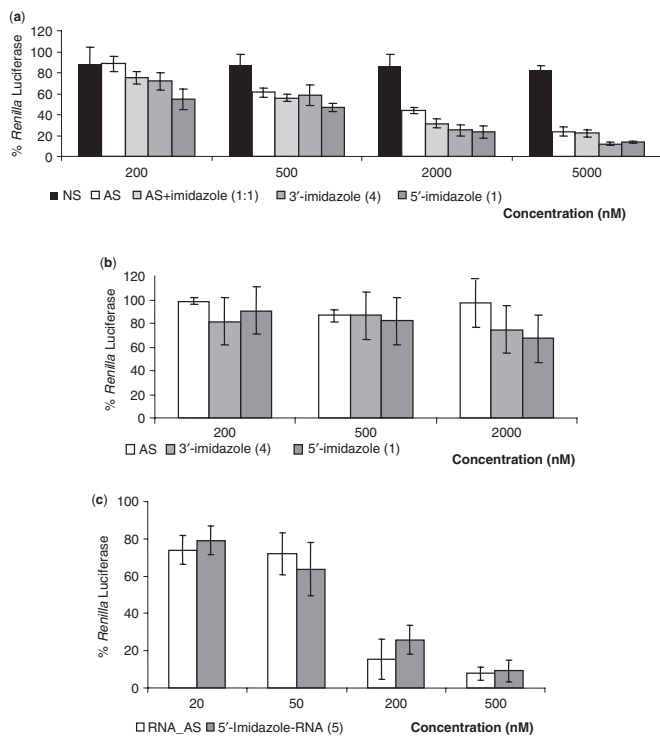 (a)
% Renilla Luciferase
120
100
80
60
40
20
0
200 500 2000 5000
NS AS AS+imidazole (1:1) 3′-imidazole (4) 5′-imidazole (1)
Concentration (nM)
(b)
% Renilla Luciferase
120
100
80
60
40
20
0
200 500 2000
AS 3′-imidazole (4) 5′-imidazole (1)
Concentration (nM)
(c)
% Renilla Luciferase
100
80
60
40
20
0
20 50 200 500
RNA_AS 5′-Imidazole-RNA (5)
Concentration (nM)